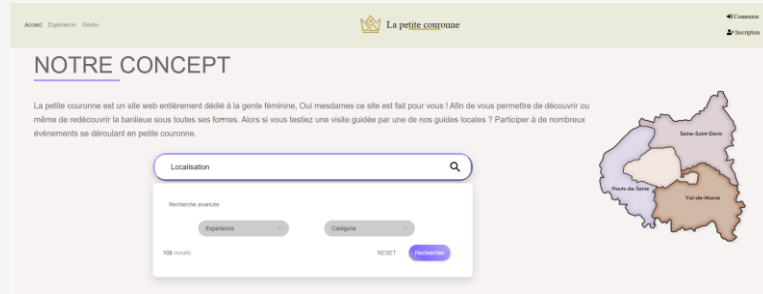 Accueil Expériences Guides
La petite couronne
Connexion
Inscription
NOTRE CONCEPT
La petite couronne est un site web entièrement dédié à la gente féminine, Oui mesdames ce site est fait pour vous ! Afin de vous permettre de découvrir ou
même de redécouvrir la banlieue sous toutes ses formes. Alors si vous testiez une visite guidée par une de nos guides locales ? Participer à de nombreux
évènements se déroulant en petite couronne.
Localisation
Recherche avancée
Expérience
Catégorie
108 results
RESET
Rechercher
Seine-Saint-Denis
Hauts-de-Seine
Val-de-Marne